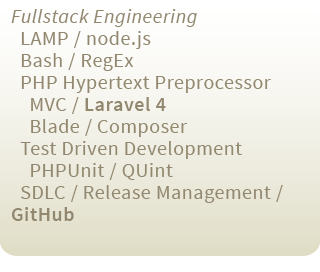 Fullstack Engineering
LAMP / node.js
Bash / RegEx
PHP Hypertext Preprocessor
MVC / Laravel 4
Blade / Composer
Test Driven Development
PHPUnit / QUint
SDLC / Release Management /
GitHub